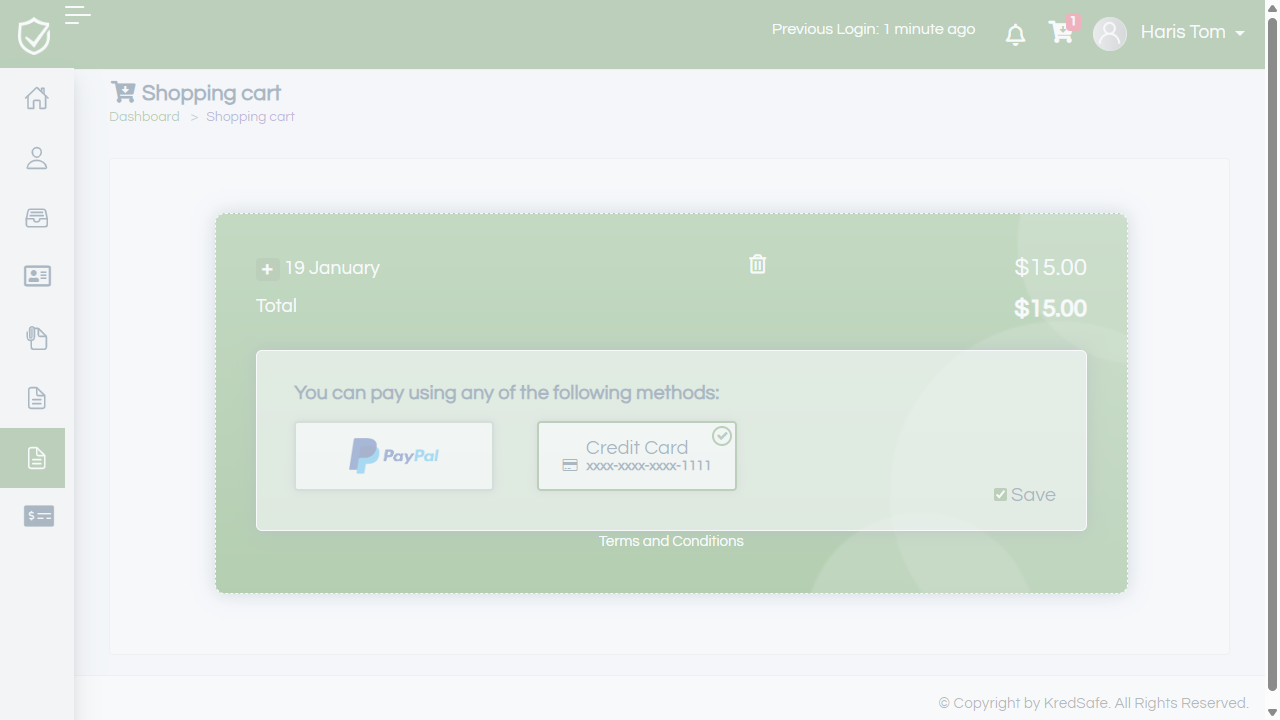 Previous Login: 1 minute ago
1
Haris Tom
Shopping cart
Dashboard > Shopping cart
+ 19 January
$15.00
Total
$15.00
You can pay using any of the following methods:
PayPal
Credit Card
xxxx-xxxx-xxxx-1111
Save
Terms and Conditions
© Copyright by KredSafe. All Rights Reserved.